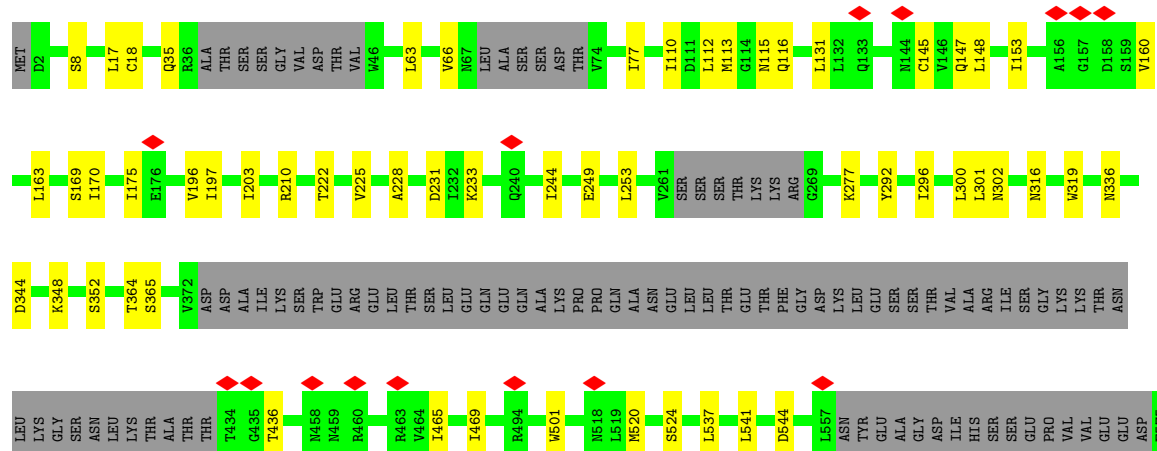 MET D2 S8 L17 C18 Q35 R36 ALA THR SER SER GLY VAL ASP THR VAL W46 L63 V66 N67 LEU ALA SER SER ASP THR V74 I77 I110 D111 L112 M113 G114 N115 Q116 L131 L132 Q133 N144 C145 V146 Q147 L148 I153 A156 G157 D158 S159 V160
L163 S169 I170 I175 E176 V196 I197 I203 R210 T222 V225 A228 D231 I232 K233 Q240 I244 E249 L253 V261 SER SER SER THR LYS LYS ARG G269 K277 Y292 I296 L300 L301 N302 N316 W319 N336
D344 K348 S352 T364 S365 V372 ASP ASP ALA ILE LYS SER TRP GLU ARG GLU LEU THR SER LEU GLU GLN GLU GLN ALA LYS PRO PRO GLN ALA ASN GLU LEU LEU THR GLU THR PHE GLY ASP LYS LEU GLU SER SER THR VAL ALA ARG ILE SER GLY LYS LYS THR ASN
LEU LYS GLY SER ASN LEU LYS THR ALA THR THR T434 G435 T436 N458 N459 R460 R463 V464 I465 I469 R494 W501 N518 L519 M520 S524 L537 L541 D544 L557 ASN TYR GLU ALA GLY ASP ILE HIS SER SER GLU PRO VAL VAL GLU GLU ASP